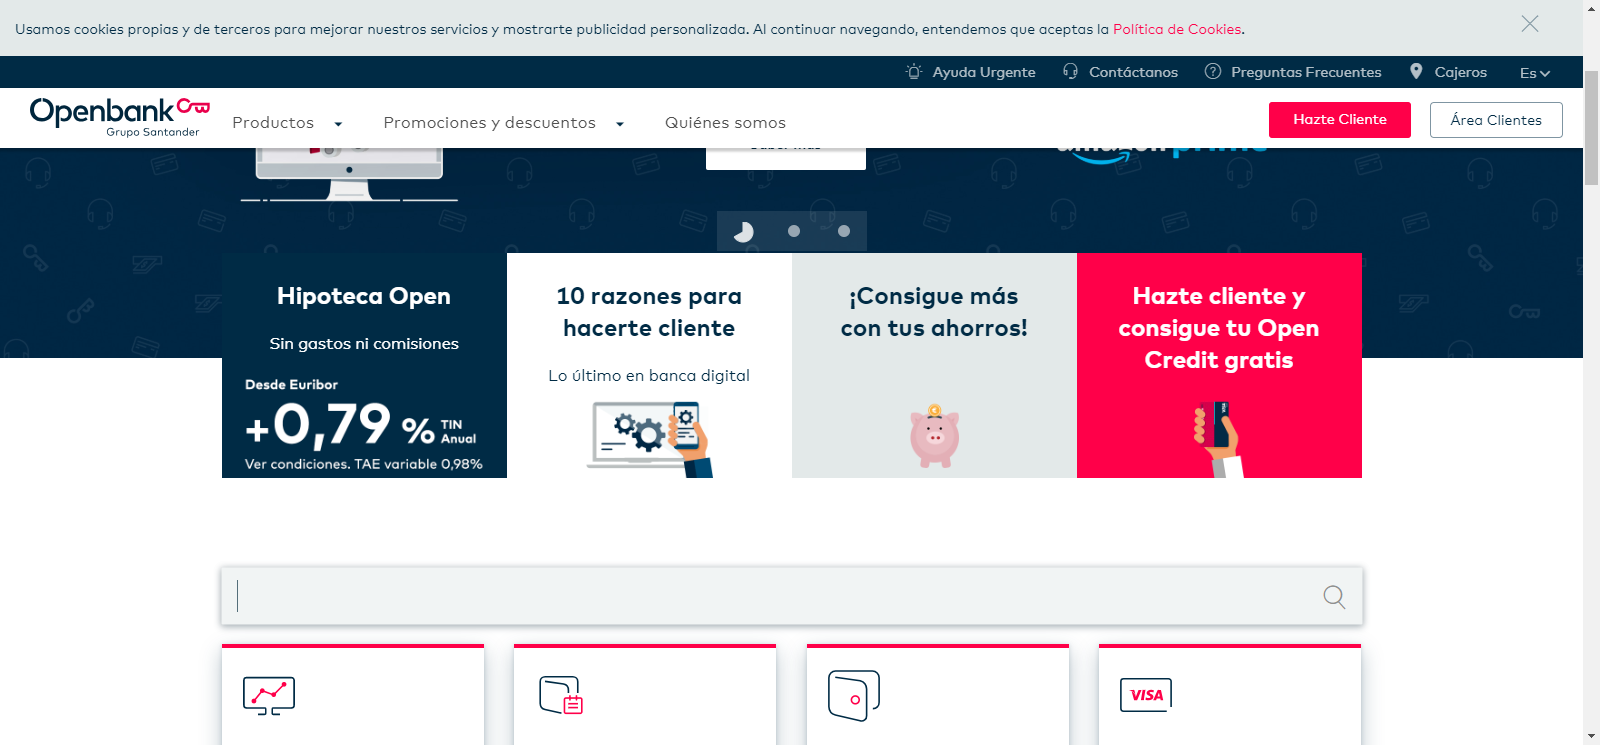 Usamos cookies propias y de terceros para mejorar nuestros servicios y mostrarte publicidad personalizada. Al continuar navegando, entendemos que aceptas la Política de Cookies.
Ayuda Urgente Contáctanos Preguntas Frecuentes Cajeros Es
Openbank
Grupo Santander
Productos Promociones y descuentos Quiénes somos Hazte Cliente Área Clientes
amazon prime
Hipoteca Open
Sin gastos ni comisiones
Desde Euribor
+0,79 % TIN Anual
Ver condiciones. TAE variable 0,98%
10 razones para
hacerte cliente
Lo último en banca digital
¡Consigue más
con tus ahorros!
Hazte cliente y
consigue tu Open
Credit gratis
VISA